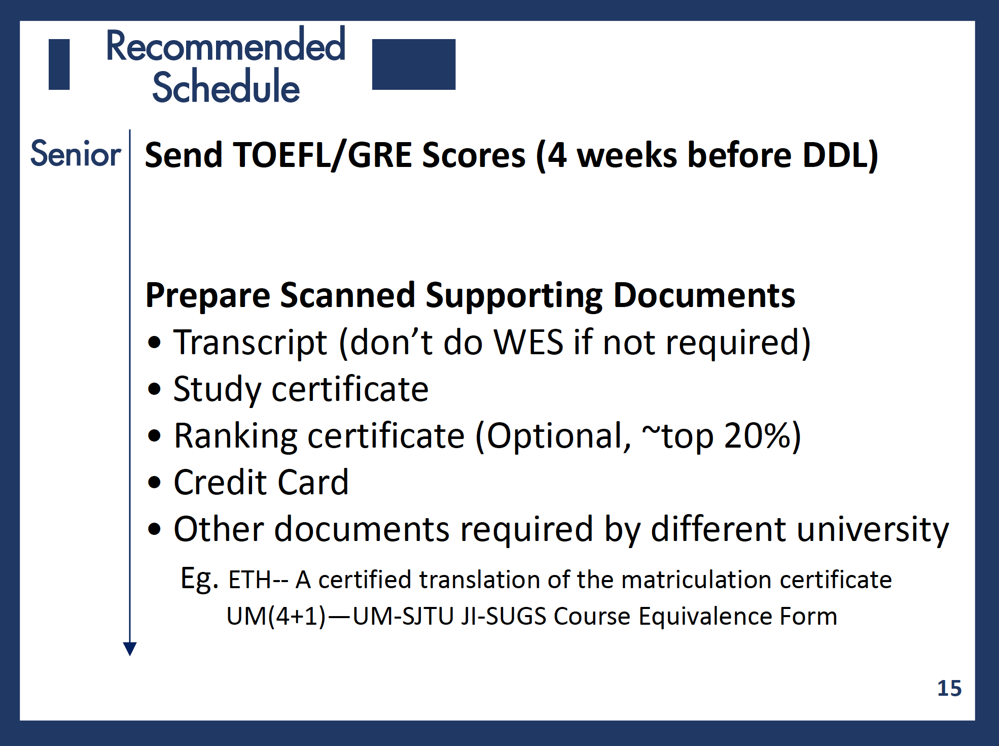 Recommended
Schedule
Senior
Send TOEFL/GRE Scores (4 weeks before DDL)
Prepare Scanned Supporting Documents
• Transcript (don’t do WES if not required)
• Study certificate
• Ranking certificate (Optional, ~top 20%)
• Credit Card
• Other documents required by different university
Eg. ETH-- A certified translation of the matriculation certificate
UM(4+1)—UM-SJTU JI-SUGS Course Equivalence Form
15